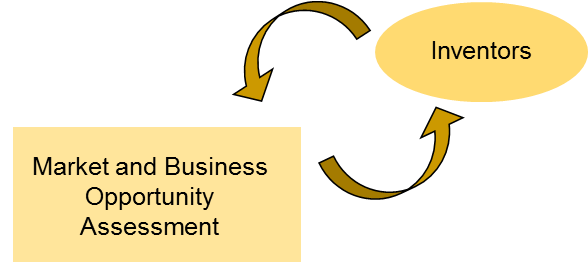 Inventors
Market and Business
Opportunity
Assessment